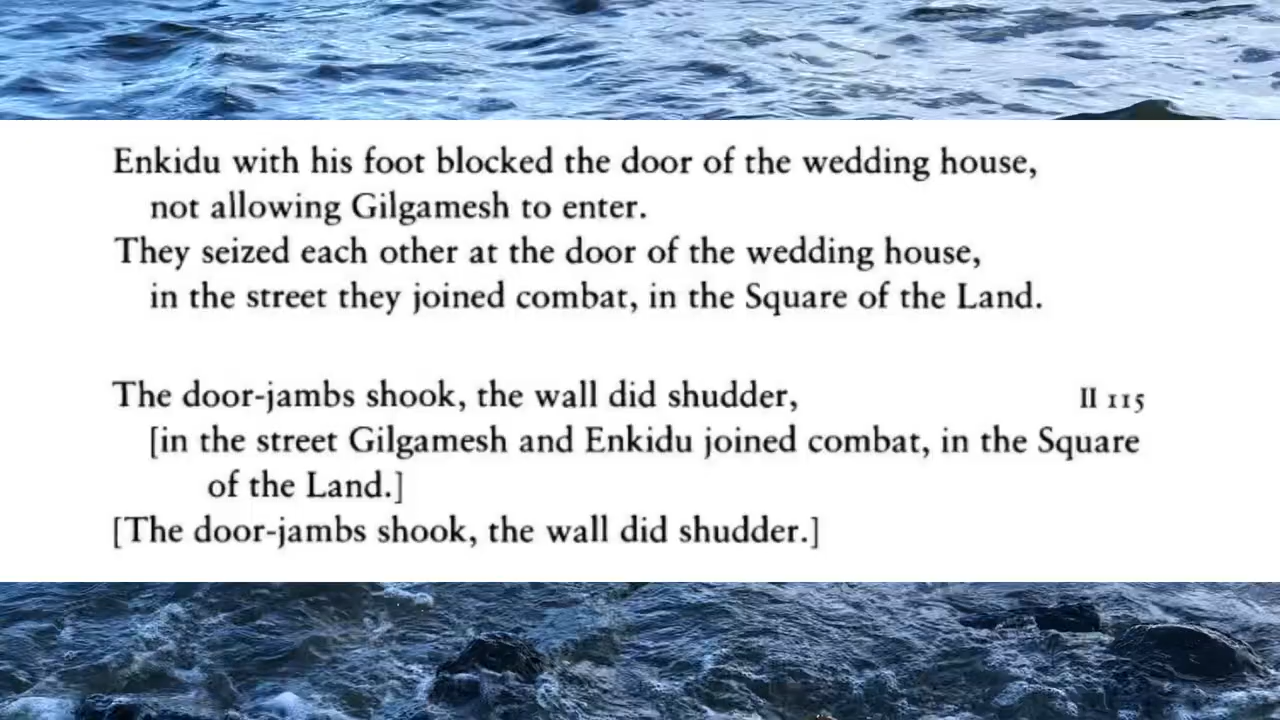 Enkidu with his foot blocked the door of the wedding house,
not allowing Gilgamesh to enter.
They seized each other at the door of the wedding house,
in the street they joined combat, in the Square of the Land.
The door-jambs shook, the wall did shudder, II 115
[in the street Gilgamesh and Enkidu joined combat, in the Square
of the Land.]
[The door-jambs shook, the wall did shudder.]